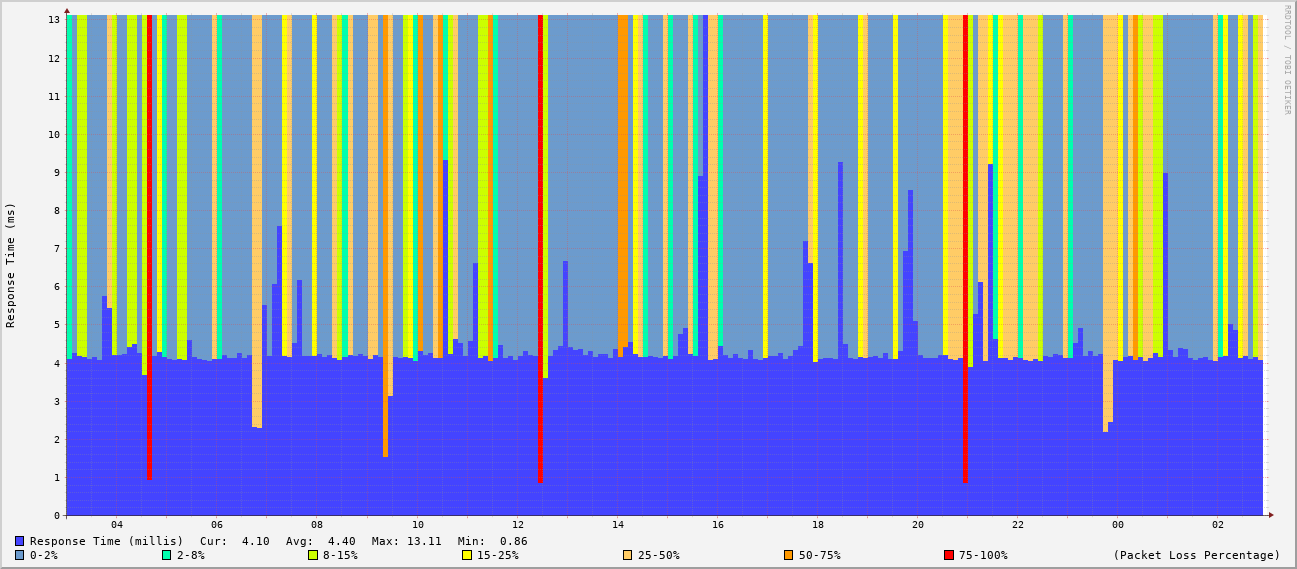 13
12
11
10
9
8
7
6
5
4
3
2
1
0
Response Time (ms)
RRDTOOL / TOBI OETIKER
04 06 08 10 12 14 16 18 20 22 00 02
Response Time (millis) Cur: 4.10 Avg: 4.40 Max: 13.11 Min: 0.86
0-2% 2-8% 8-15% 15-25% 25-50% 50-75% 75-100% (Packet Loss Percentage)